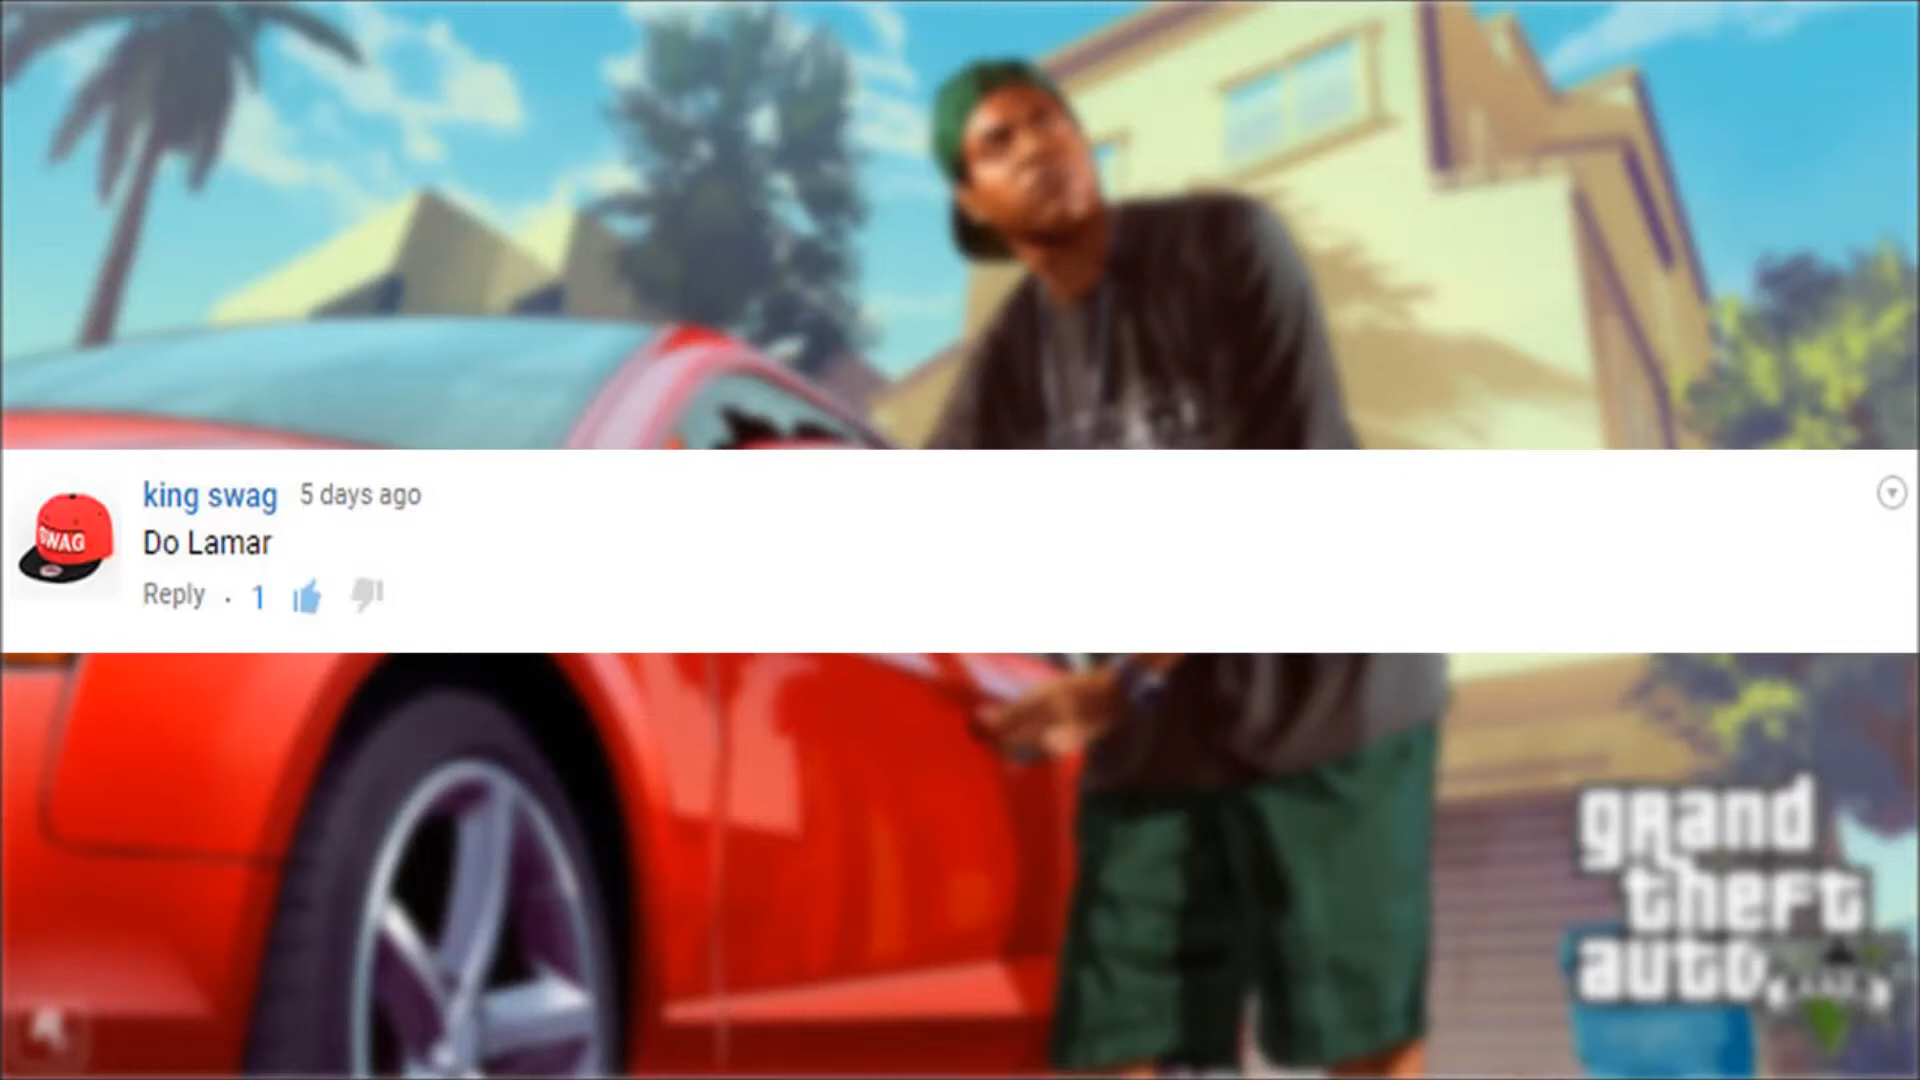 king swag 5 days ago
SWAG
Do Lamar
Reply · 1
grand
theft
auto